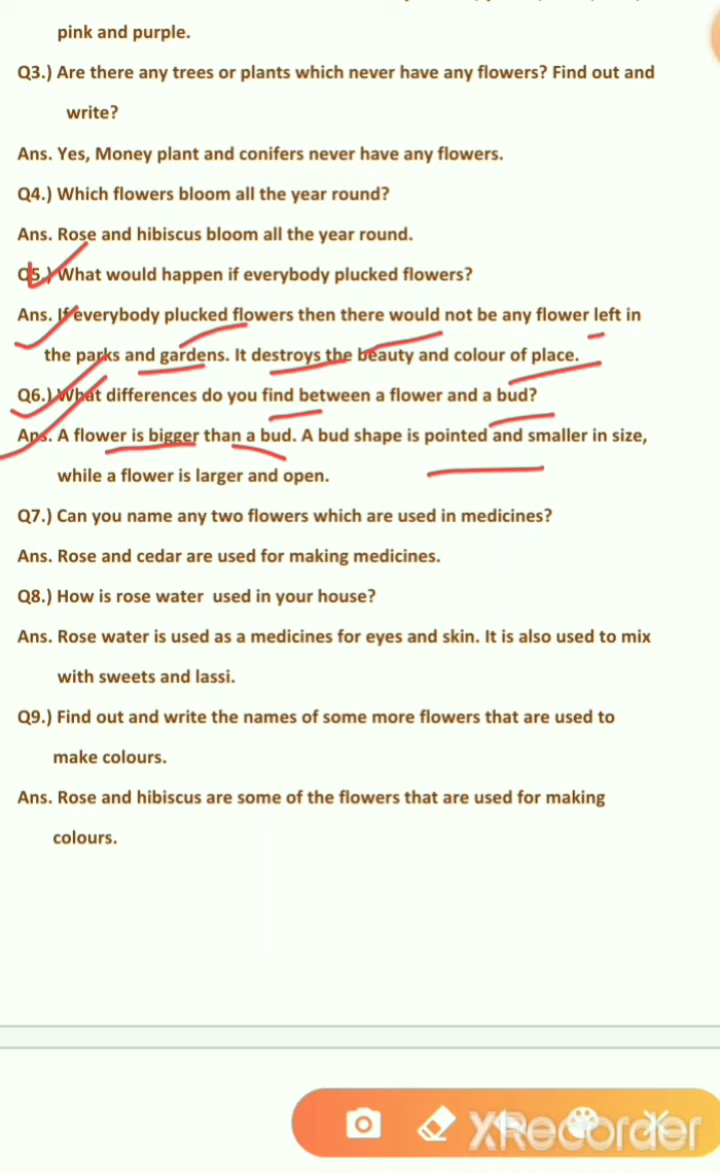 pink and purple.
Q3.) Are there any trees or plants which never have any flowers? Find out and
write?
Ans. Yes, Money plant and conifers never have any flowers.
Q4.) Which flowers bloom all the year round?
Ans. Rose and hibiscus bloom all the year round.
Q5.) What would happen if everybody plucked flowers?
Ans. If everybody plucked flowers then there would not be any flower left in
the parks and gardens. It destroys the beauty and colour of place.
Q6.) What differences do you find between a flower and a bud?
Ans. A flower is bigger than a bud. A bud shape is pointed and smaller in size,
while a flower is larger and open.
Q7.) Can you name any two flowers which are used in medicines?
Ans. Rose and cedar are used for making medicines.
Q8.) How is rose water used in your house?
Ans. Rose water is used as a medicines for eyes and skin. It is also used to mix
with sweets and lassi.
Q9.) Find out and write the names of some more flowers that are used to
make colours.
Ans. Rose and hibiscus are some of the flowers that are used for making
colours.
XRecorder